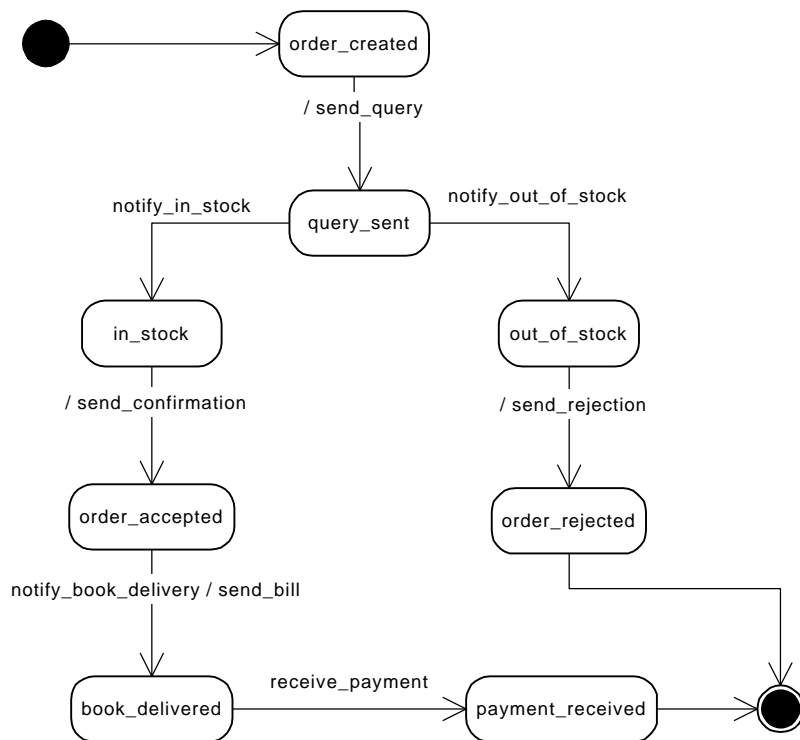 order_created
/ send_query
notify_in_stock
notify_out_of_stock
query_sent
in_stock
out_of_stock
/ send_confirmation
/ send_rejection
order_accepted
order_rejected
notify_book_delivery / send_bill
receive_payment
book_delivered
payment_received